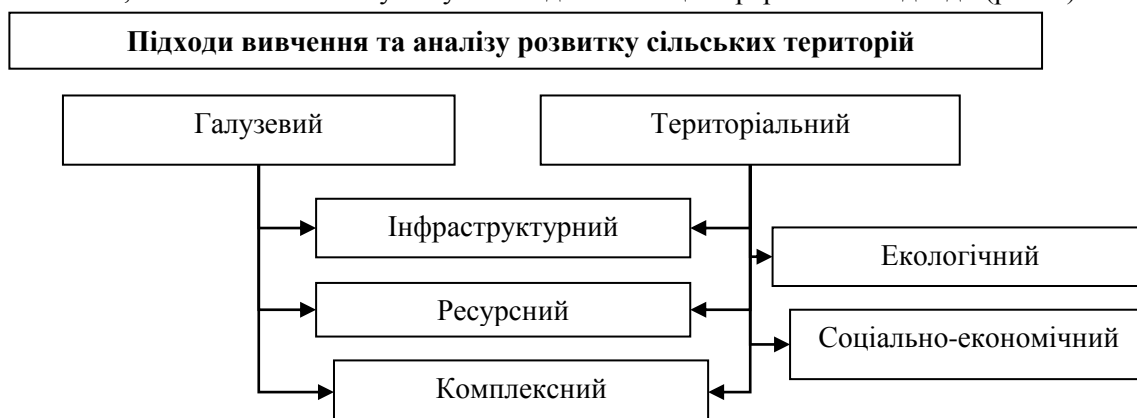 Підходи вивчення та аналізу розвитку сільських територій
Галузевий
Територіальний
Інфраструктурний
Екологічний
Ресурсний
Соціально-економічний
Комплексний